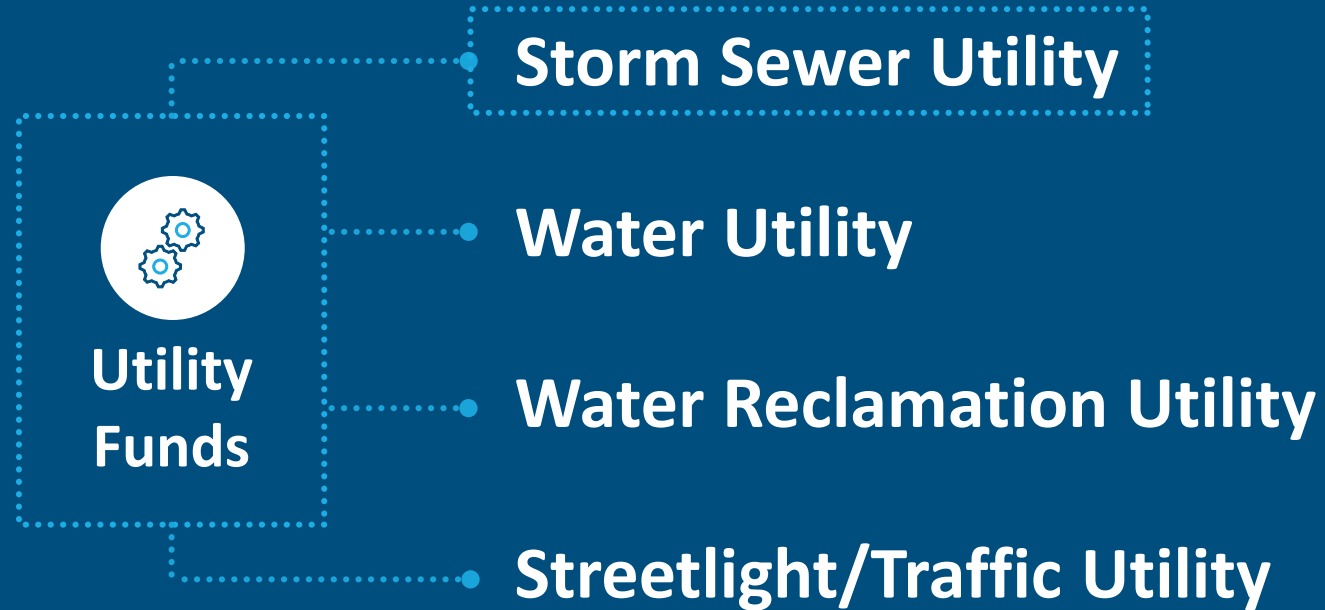 Storm Sewer Utility
Water Utility
Utility
Funds
Water Reclamation Utility
Streetlight/Traffic Utility